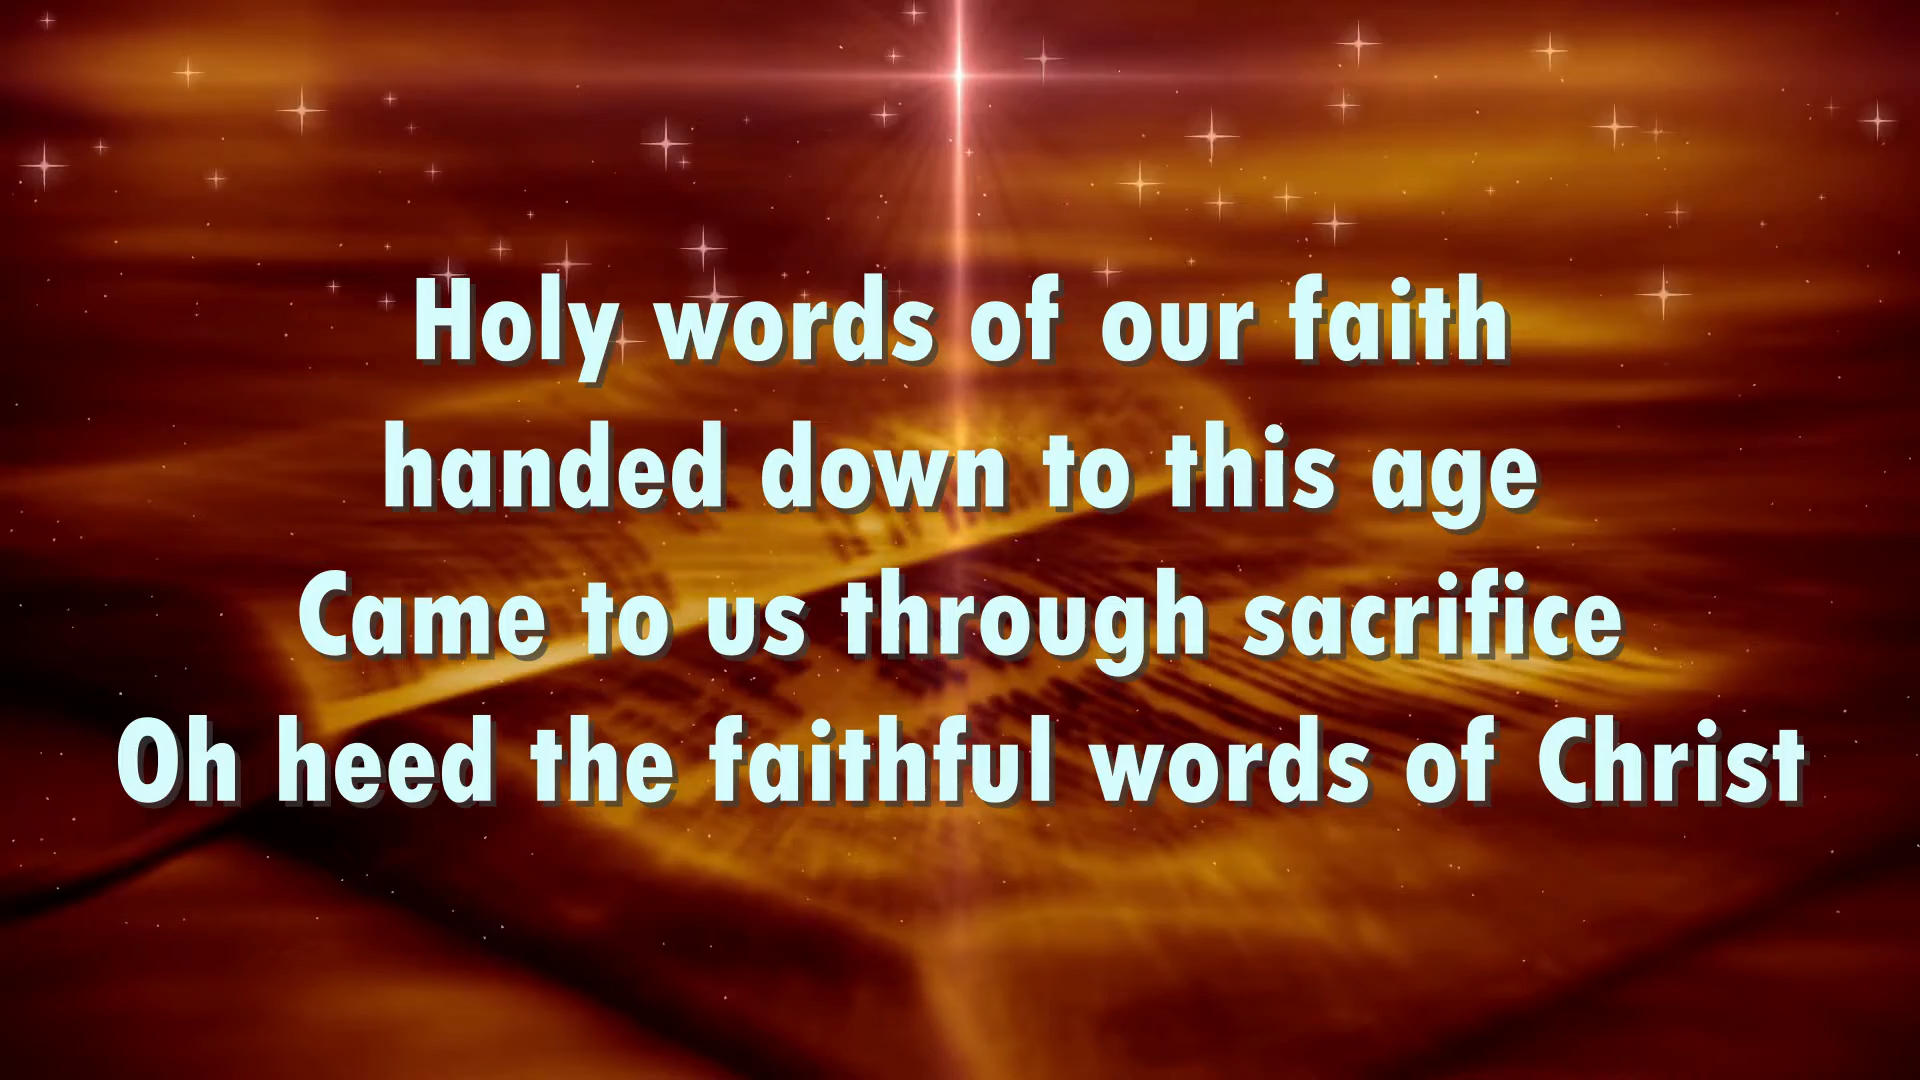 Holy words of our faith
handed down to this age
Came to us through sacrifice
Oh heed the faithful words of Christ